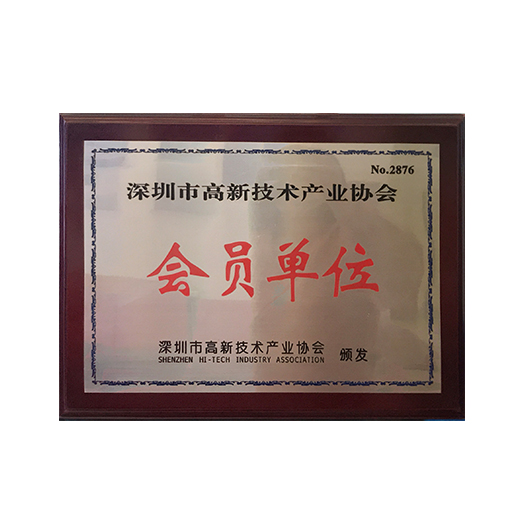 No.2876
深圳市高新技术产业协会
会员单位
深圳市高新技术产业协会 颁发
SHENZHEN HI-TECH INDUSTRY ASSOCIATION